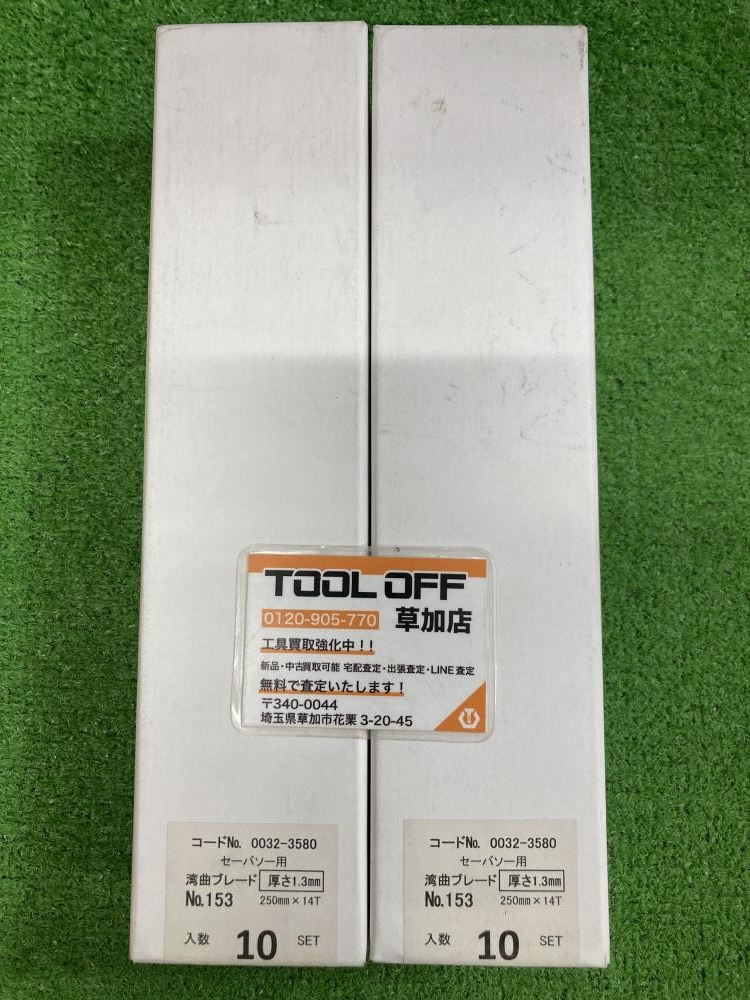 TOOL OFF
0120-905-770 草加店
工具買取強化中!!
新品・中古買取可能 宅配査定・出張査定・LINE査定
無料で査定いたします!
〒340-0044
埼玉県草加市花栗 3-20-45
コードNo. 0032-3580
セーバソー用
湾曲ブレード 厚さ1.3mm
No.153 250mm×14T
入数 10 SET
コードNo. 0032-3580
セーバソー用
湾曲ブレード 厚さ1.3mm
No.153 250mm×14T
入数 10 SET